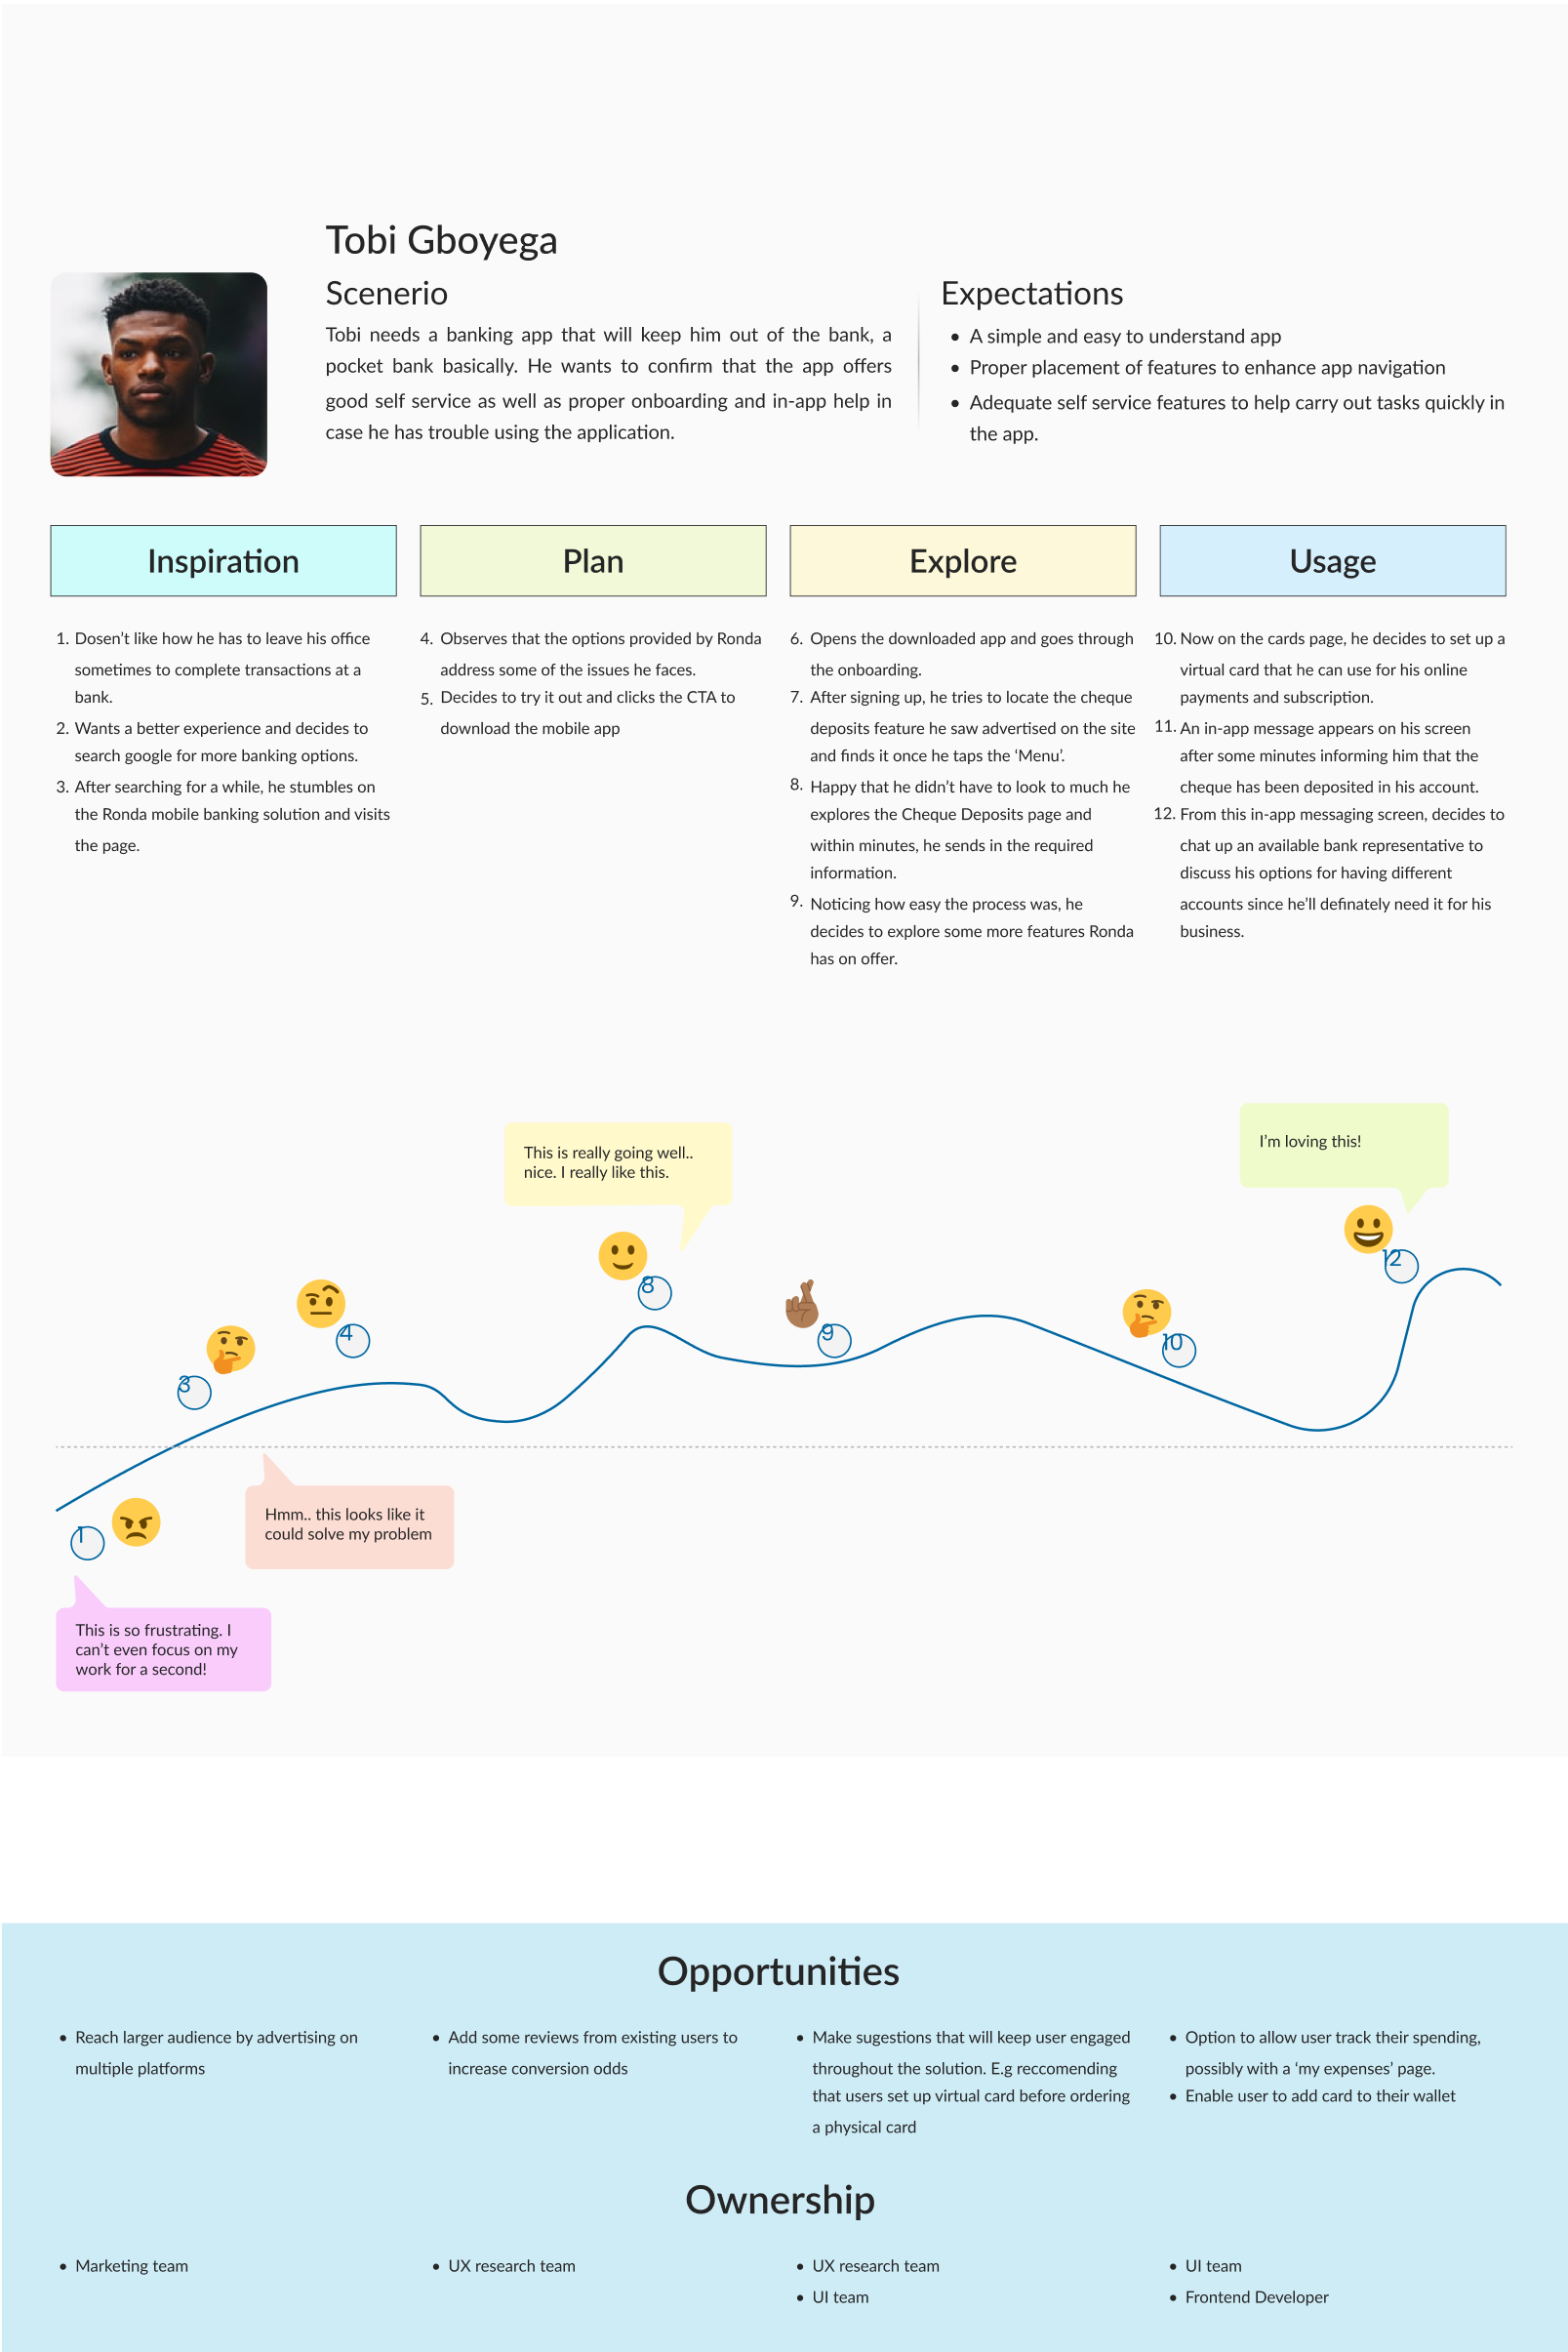 Tobi Gboyega
Scenerio
Tobi needs a banking app that will keep him out of the bank, a
pocket bank basically. He wants to confirm that the app offers
good self service as well as proper onboarding and in-app help in
case he has trouble using the application.
Expectations
• A simple and easy to understand app
• Proper placement of features to enhance app navigation
• Adequate self service features to help carry out tasks quickly in
the app.
Inspiration
1. Dosen't like how he has to leave his office
sometimes to complete transactions at a
bank.
2. Wants a better experience and decides to
search google for more banking options.
3. After searching for a while, he stumbles on
the Ronda mobile banking solution and visits
the page.
Plan
4. Observes that the options provided by Ronda
address some of the issues he faces.
5. Decides to try it out and clicks the CTA to
download the mobile app
Explore
6. Opens the downloaded app and goes through
the onboarding.
7. After signing up, he tries to locate the cheque
deposits feature he saw advertised on the site
and finds it once he taps the ‘Menu’.
8. Happy that he didn’t have to look to much he
explores the Cheque Deposits page and
within minutes, he sends in the required
information.
9. Noticing how easy the process was, he
decides to explore some more features Ronda
has on offer.
Usage
10. Now on the cards page, he decides to set up a
virtual card that he can use for his online
payments and subscription.
11. An in-app message appears on his screen
after some minutes informing him that the
cheque has been deposited in his account.
12. From this in-app messaging screen, decides to
chat up an available bank representative to
discuss his options for having different
accounts since he’ll definately need it for his
business.
This is really going well..
nice. I really like this.
I’m loving this!
12
8
9
10
4
3
1
Hmm.. this looks like it
could solve my problem
This is so frustrating. I
can’t even focus on my
work for a second!
Opportunities
• Reach larger audience by advertising on
multiple platforms
• Add some reviews from existing users to
increase conversion odds
• Make sugestions that will keep user engaged
throughout the solution. E.g reccomending
that users set up virtual card before ordering
a physical card
• Option to allow user track their spending,
possibly with a ‘my expenses’ page.
• Enable user to add card to their wallet
Ownership
• Marketing team
• UX research team
• UX research team
• UI team
• UI team
• Frontend Developer